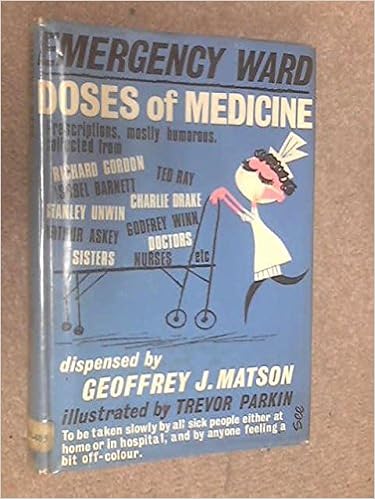 EMERGENCY WARD
DOSES of MEDICINE
Prescriptions, mostly humorous,
collected from
RICHARD GORDON
TED RAY
ISOBEL BARNETT
CHARLIE DRAKE
STANLEY UNWIN
GODFREY WINN
ARTHUR ASKEY
DOCTORS
SISTERS NURSES etc
dispensed by
GEOFFREY J. MATSON
illustrated by TREVOR PARKIN
To be taken slowly by all sick people either at
home or in hospital, and by anyone feeling a
bit off-colour.